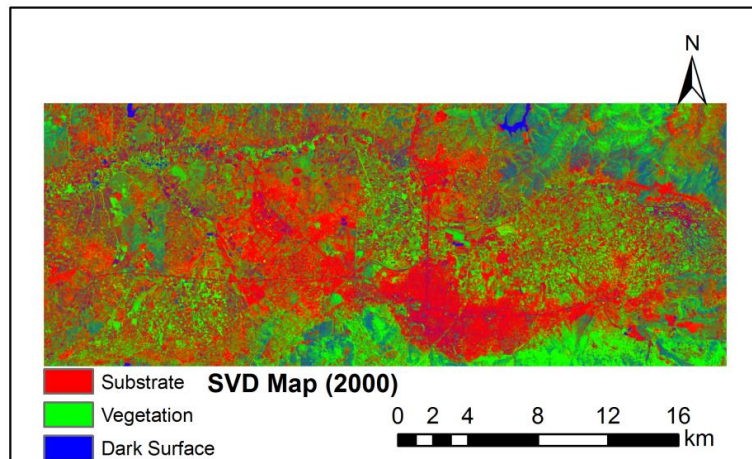 N
Substrate
SVD Map (2000)
Vegetation
Dark Surface
0 2 4 8 12 16
km